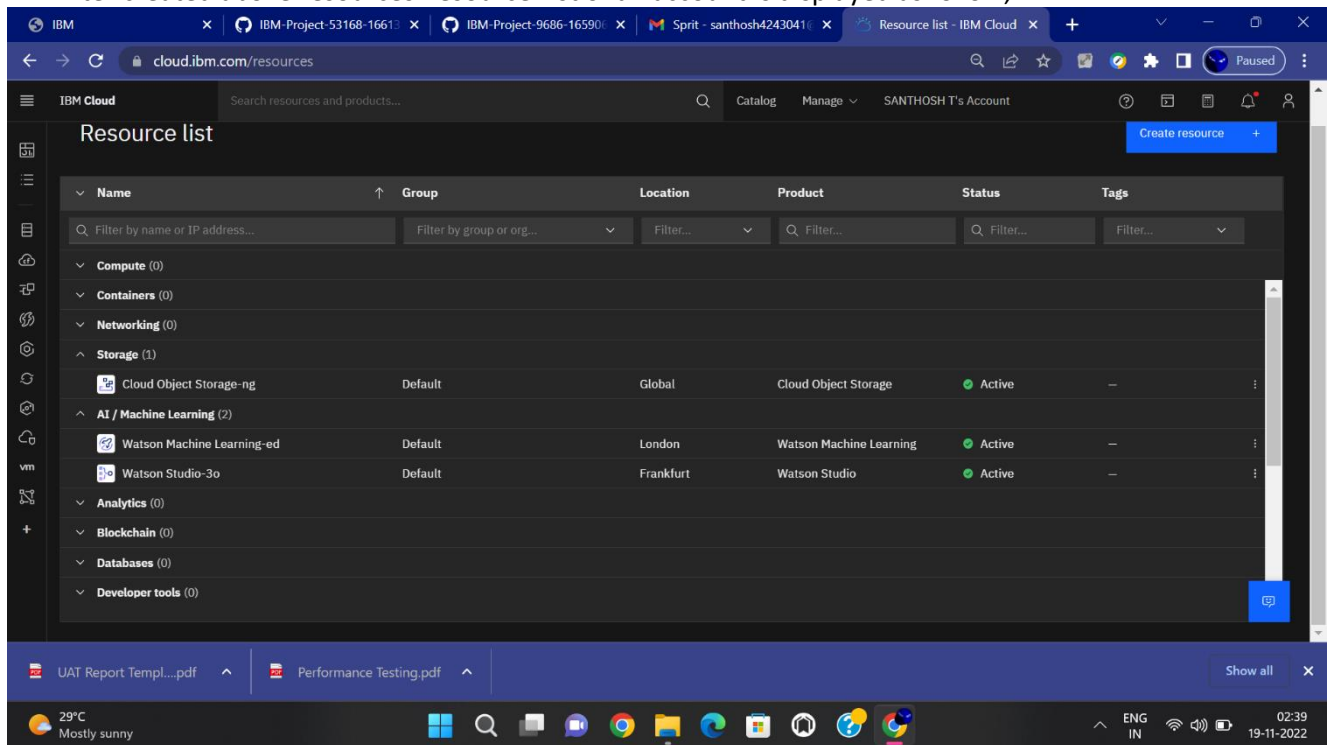 IBM
IBM-Project-53168-16613
IBM-Project-9686-165906
Sprit - santhosh4243041@
Resource list - IBM Cloud
cloud.ibm.com/resources
Paused
IBM Cloud
Search resources and products...
Catalog
Manage
SANTHOSH T's Account
Resource list
Create resource +
Name Group Location Product Status Tags
Filter by name or IP address... Filter by group or org... Filter... Filter... Filter... Filter...
Compute (0)
Containers (0)
Networking (0)
Storage (1)
Cloud Object Storage-ng Default Global Cloud Object Storage Active –
AI / Machine Learning (2)
Watson Machine Learning-ed Default London Watson Machine Learning Active –
Watson Studio-3o Default Frankfurt Watson Studio Active –
vm
Analytics (0)
Blockchain (0)
Databases (0)
Developer tools (0)
UAT Report Templ....pdf
Performance Testing.pdf
Show all
29°C
Mostly sunny
ENG
IN
02:39
19-11-2022